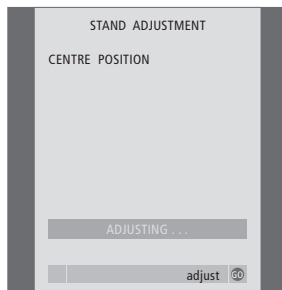 STAND ADJUSTMENT
CENTRE POSITION
ADJUSTING . . .
adjust GO